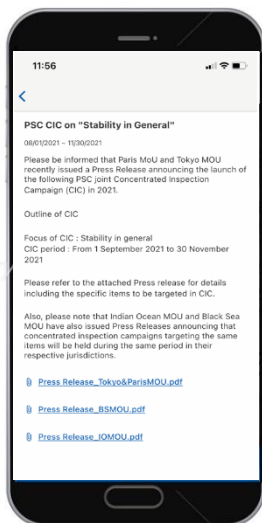 11:56
PSC CIC on "Stability in General"
08/01/2021 – 11/30/2021
Please be informed that Paris MoU and Tokyo MOU
recently issued a Press Release announcing the launch of
the following PSC joint Concentrated Inspection
Campaign (CIC) in 2021.
Outline of CIC
Focus of CIC : Stability in general
CIC period : From 1 September 2021 to 30 November
2021
Please refer to the attached Press release for details
including the specific items to be targeted in CIC.
Also, please note that Indian Ocean MOU and Black Sea
MOU have also issued Press Releases announcing that
concentrated inspection campaigns targeting the same
items will be held during the same period in their
respective jurisdictions.
Press Release_Tokyo&ParisMOU.pdf
Press Release_BSMOU.pdf
Press Release_IOMOU.pdf